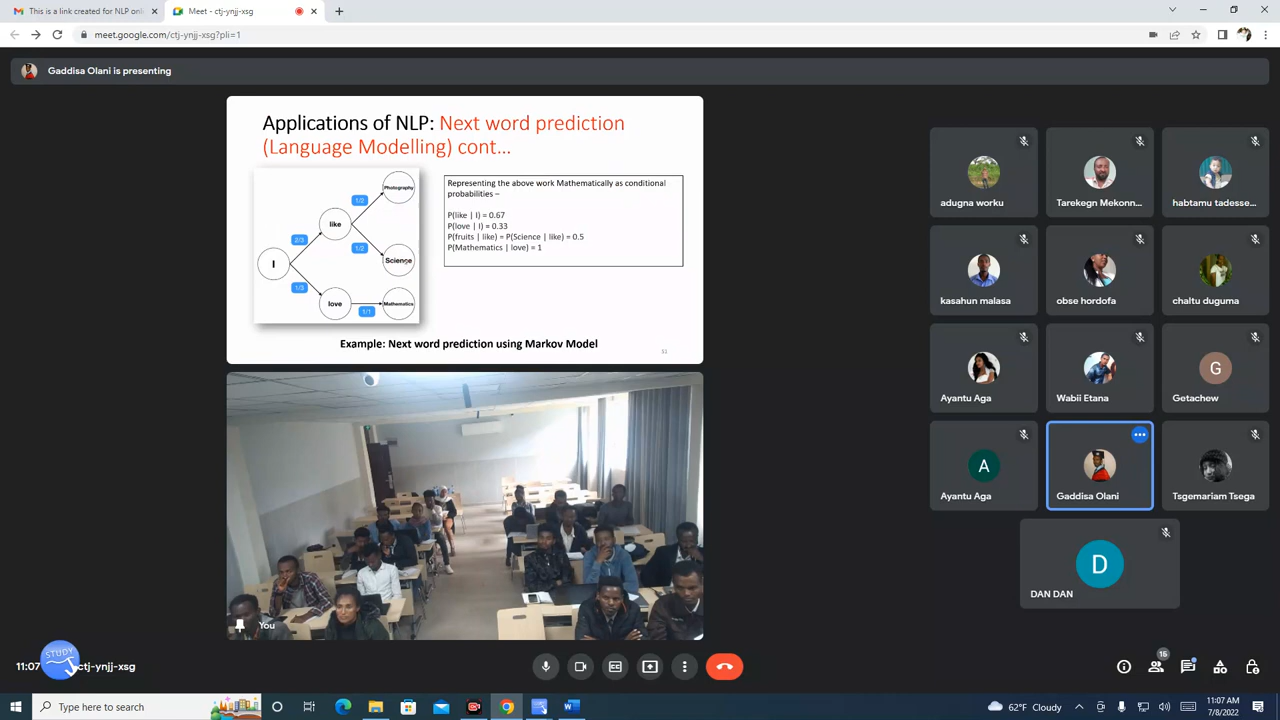 This is a link created for NLP onli
Meet - ctj-ynjj-xsg
meet.google.com/ctj-ynjj-xsg?pli=1
Gaddisa Olani is presenting
Applications of NLP: Next word prediction
(Language Modelling) cont...
Photography
1/2
like
2/3
1/2
I
Science
1/3
love
Mathematics
1/1
Representing the above work Mathematically as conditional
probabilities –
P(like | I) = 0.67
P(love | I) = 0.33
P(fruits | like) = P(Science | like) = 0.5
P(Mathematics | love) = 1
Example: Next word prediction using Markov Model
You
adugna worku
Tarekegn Mekonn...
habtamu tadesse...
kasahun malasa
obse hordofa
chaltu duguma
Ayantu Aga
Wabii Etana
G
Getachew
A
Ayantu Aga
Gaddisa Olani
Tsgemariam Tsega
D
DAN DAN
11:07
STUDY
ctj-ynjj-xsg
15
Type here to search
62°F Cloudy
11:07 AM
7/8/2022